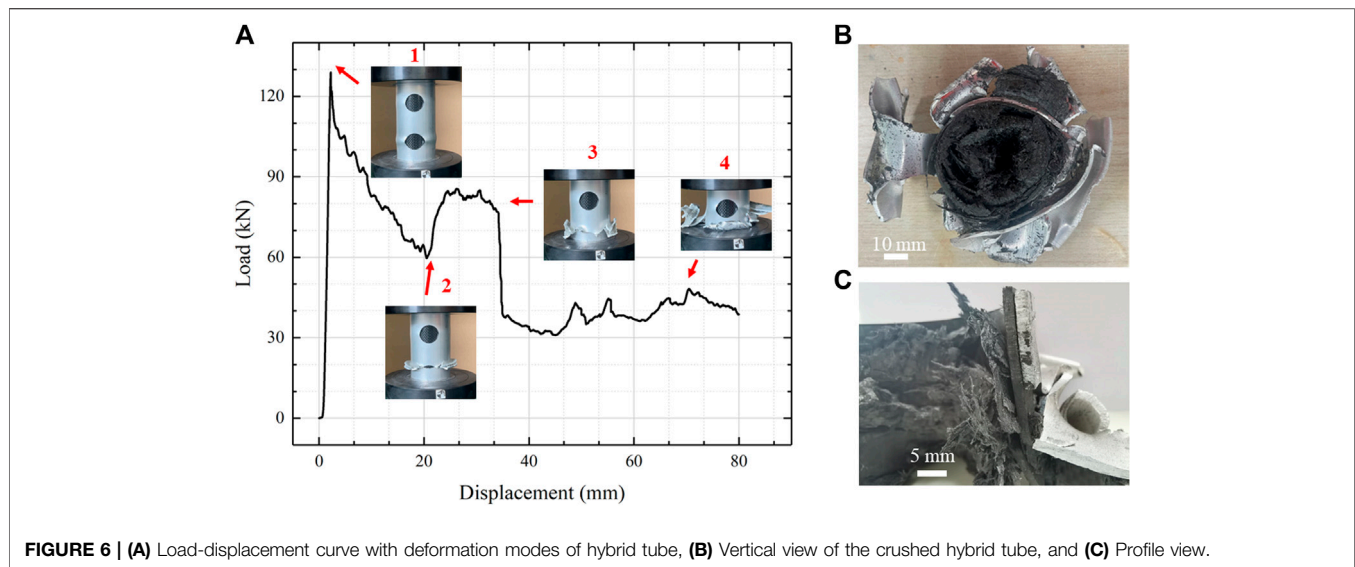 A
1
2
3
4
120
90
60
30
0
Load (kN)
0 20 40 60 80
Displacement (mm)
B
10 mm
C
5 mm
FIGURE 6 | (A) Load-displacement curve with deformation modes of hybrid tube, (B) Vertical view of the crushed hybrid tube, and (C) Profile view.